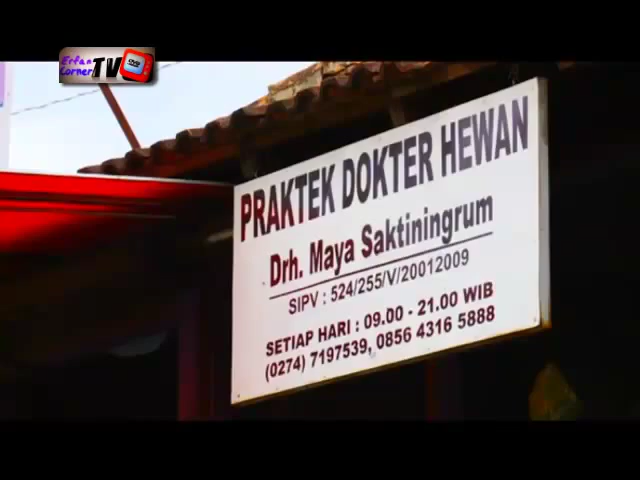 Erfan
Corner TV
PRAKTEK DOKTER HEWAN
Drh. Maya Saktiningrum
SIPV : 524/255/V/20012009
SETIAP HARI : 09.00 - 21.00 WIB
(0274) 7197539, 0856 4316 5888